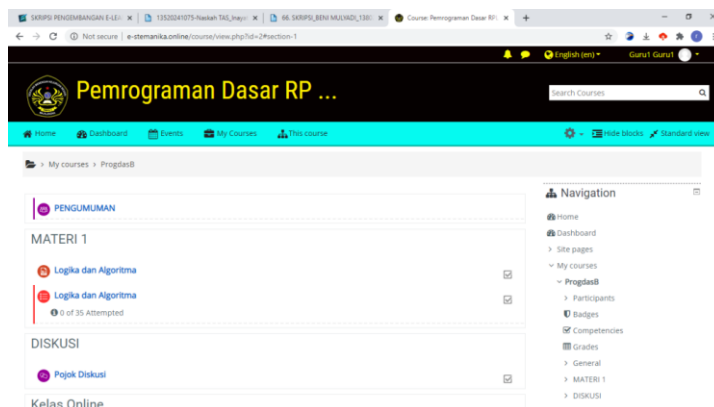 SKRIPSI PENGEMBANGAN E-LEA
13520241075-Naskah TAS_Inayo
66. SKRIPSI_BENI MULYADI_1380
Course: Pemrograman Dasar RPL
Not secure | e-stemanika.online/course/view.php?id=2#section-1
English (en)
Guru1 Guru1
Pemrograman Dasar RP ...
Search Courses
Home
Dashboard
Events
My Courses
This course
Hide blocks
Standard view
> My courses > ProgdasB
PENGUMUMAN
MATERI 1
Logika dan Algoritma
Logika dan Algoritma
0 of 35 Attempted
DISKUSI
Pojok Diskusi
Kelas Online
Navigation
Home
Dashboard
> Site pages
My courses
ProgdasB
> Participants
Badges
Competencies
Grades
> General
> MATERI 1
> DISKUSI